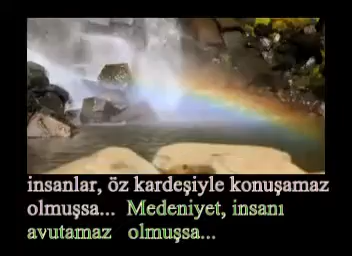 insanlar, öz kardeşiyle konuşamaz
olmuşsa... Medeniyet, insanı
avutamaz olmuşsa...